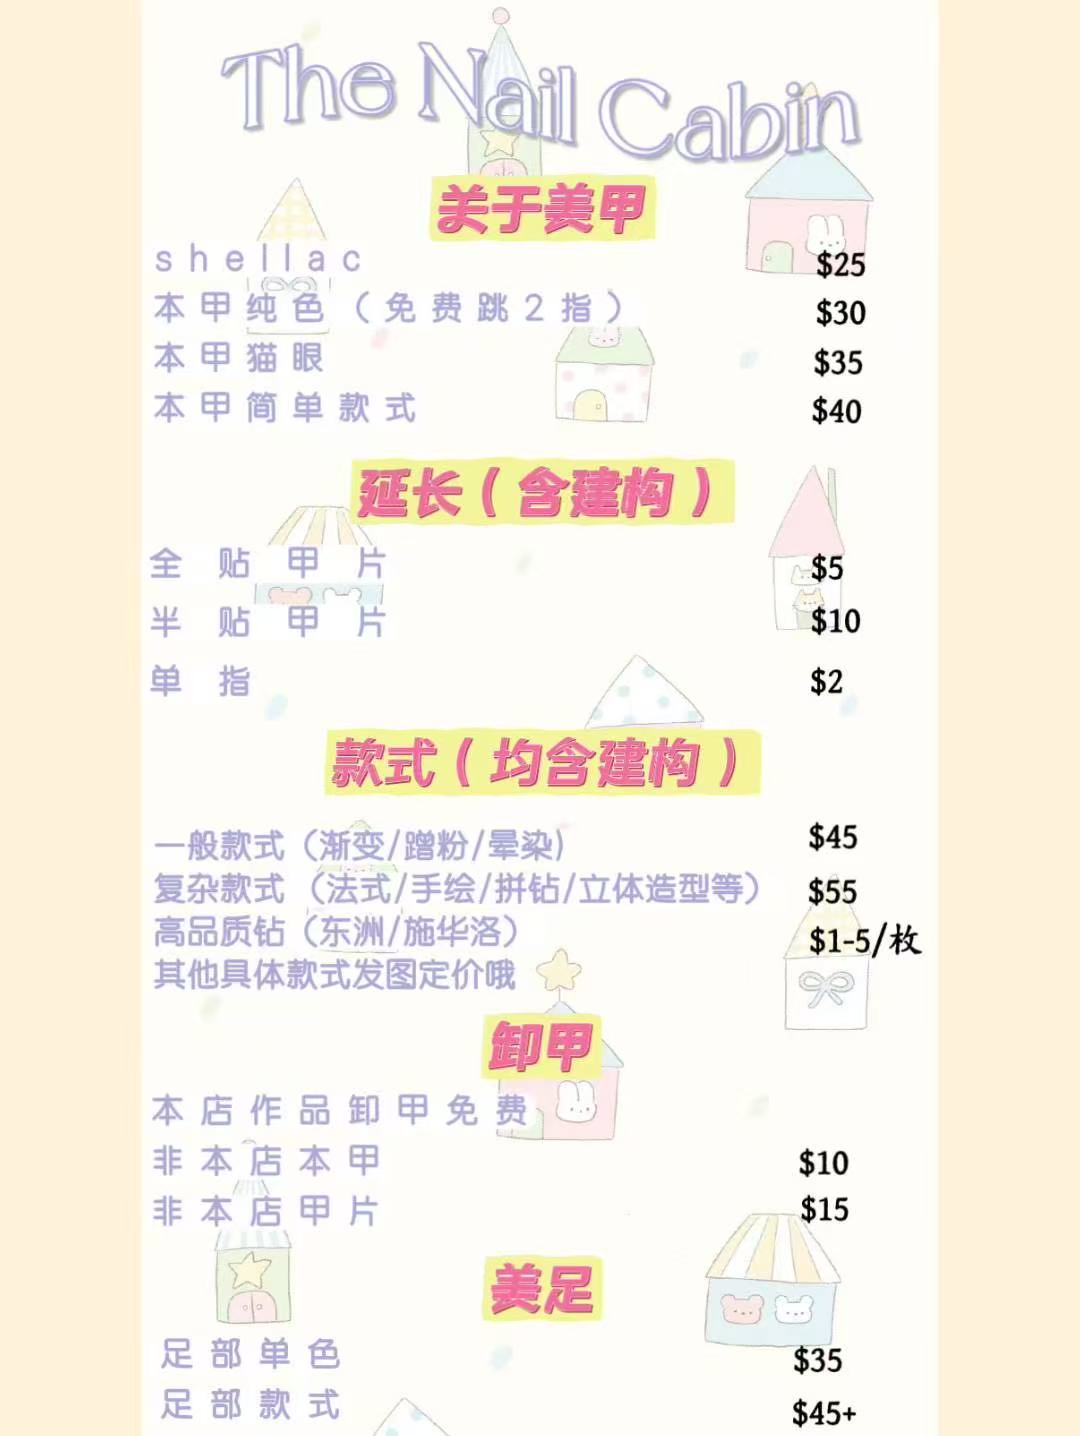 The Nail Cabin
关于美甲
shellac $25
本甲纯色（免费跳2指） $30
本甲猫眼 $35
本甲简单款式 $40
延长（含建构）
全贴甲片 $5
半贴甲片 $10
单指 $2
款式（均含建构）
一般款式（渐变/蹭粉/晕染) $45
复杂款式（法式/手绘/拼钻/立体造型等） $55
高品质钻（东洲/施华洛） $1-5/枚
其他具体款式发图定价哦
卸甲
本店作品卸甲免费
非本店本甲 $10
非本店甲片 $15
美足
足部单色 $35
足部款式 $45+